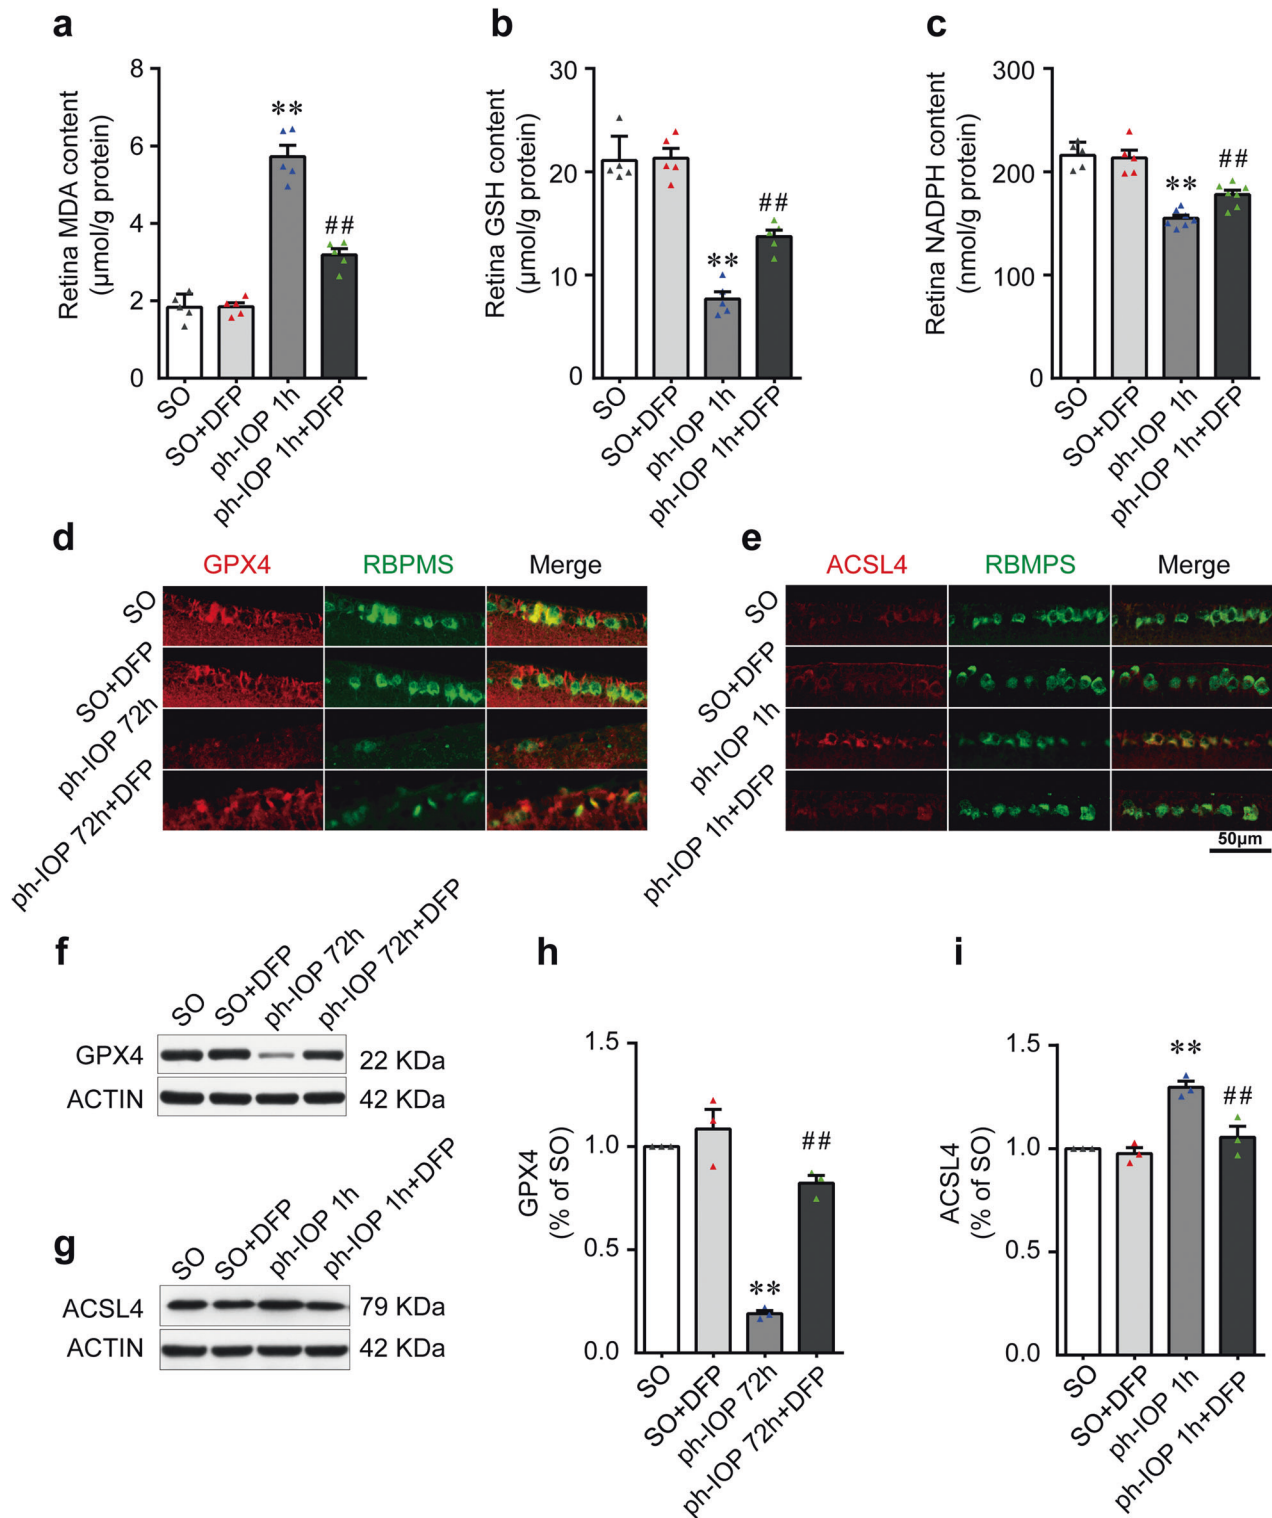 a
Retina MDA content
(μmol/g protein)
8
6
4
2
0
**
##
SO
SO+DFP
ph-IOP 1h
ph-IOP 1h+DFP
b
Retina GSH content
(μmol/g protein)
30
20
10
0
**
##
SO
SO+DFP
ph-IOP 1h
ph-IOP 1h+DFP
c
Retina NADPH content
(nmol/g protein)
300
200
100
0
**
##
SO
SO+DFP
ph-IOP 1h
ph-IOP 1h+DFP
d
GPX4 RBPMS Merge
SO
SO+DFP
ph-IOP 72h
ph-IOP 72h+DFP
e
ACSL4 RBMPS Merge
SO
SO+DFP
ph-IOP 1h
ph-IOP 1h+DFP
50μm
f
SO
SO+DFP
ph-IOP 72h
ph-IOP 72h+DFP
GPX4 22 KDa
ACTIN 42 KDa
g
SO
SO+DFP
ph-IOP 1h
ph-IOP 1h+DFP
ACSL4 79 KDa
ACTIN 42 KDa
h
GPX4
(% of SO)
1.5
1.0
0.5
0.0
**
##
SO
SO+DFP
ph-IOP 72h
ph-IOP 72h+DFP
i
ACSL4
(% of SO)
1.5
1.0
0.5
0.0
**
##
SO
SO+DFP
ph-IOP 1h
ph-IOP 1h+DFP